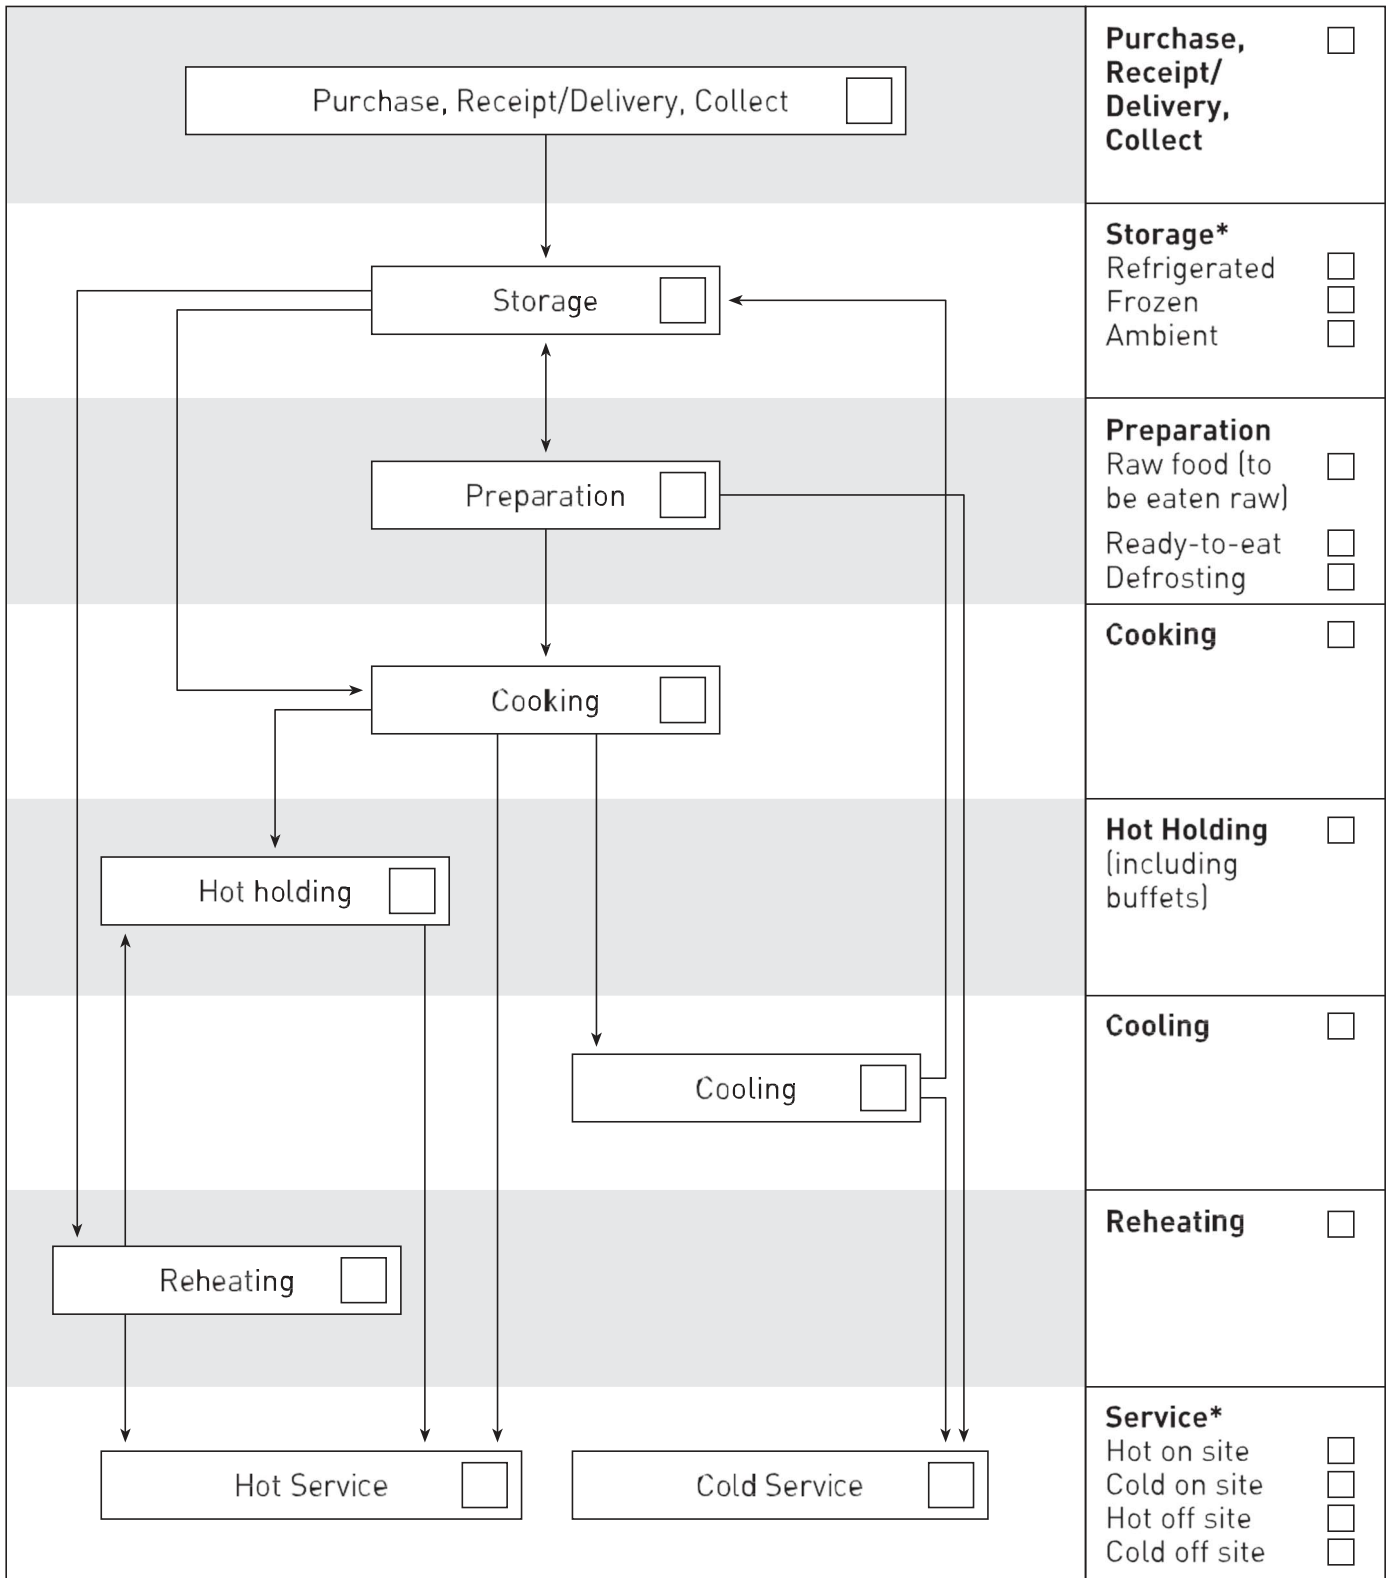 Purchase, Receipt/Delivery, Collect
Storage
Preparation
Cooking
Hot holding
Cooling
Reheating
Hot Service
Cold Service
Purchase,
Receipt/
Delivery,
Collect
Storage*
Refrigerated
Frozen
Ambient
Preparation
Raw food (to
be eaten raw)
Ready-to-eat
Defrosting
Cooking
Hot Holding
(including
buffets)
Cooling
Reheating
Service*
Hot on site
Cold on site
Hot off site
Cold off site